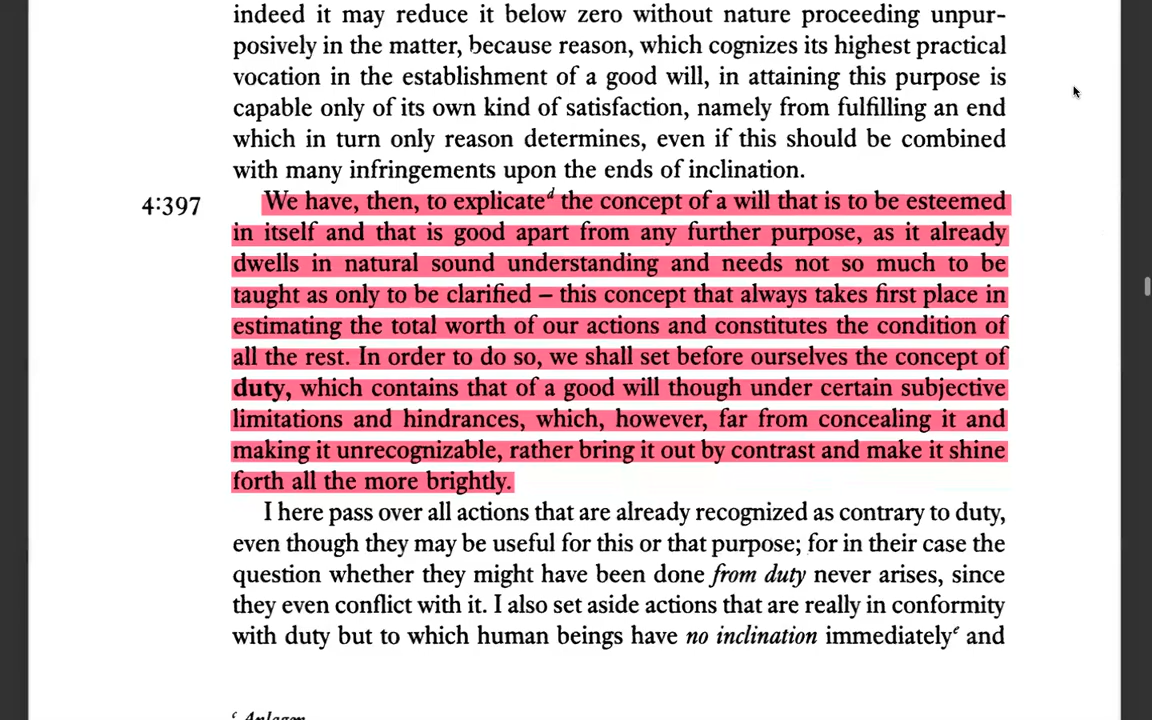 indeed it may reduce it below zero without nature proceeding unpur-
posively in the matter, because reason, which cognizes its highest practical
vocation in the establishment of a good will, in attaining this purpose is
capable only of its own kind of satisfaction, namely from fulfilling an end
which in turn only reason determines, even if this should be combined
with many infringements upon the ends of inclination.
4:397 We have, then, to explicate^d the concept of a will that is to be esteemed
in itself and that is good apart from any further purpose, as it already
dwells in natural sound understanding and needs not so much to be
taught as only to be clarified – this concept that always takes first place in
estimating the total worth of our actions and constitutes the condition of
all the rest. In order to do so, we shall set before ourselves the concept of
duty, which contains that of a good will though under certain subjective
limitations and hindrances, which, however, far from concealing it and
making it unrecognizable, rather bring it out by contrast and make it shine
forth all the more brightly.
I here pass over all actions that are already recognized as contrary to duty,
even though they may be useful for this or that purpose; for in their case the
question whether they might have been done from duty never arises, since
they even conflict with it. I also set aside actions that are really in conformity
with duty but to which human beings have no inclination immediately^e and
^c Anlagen